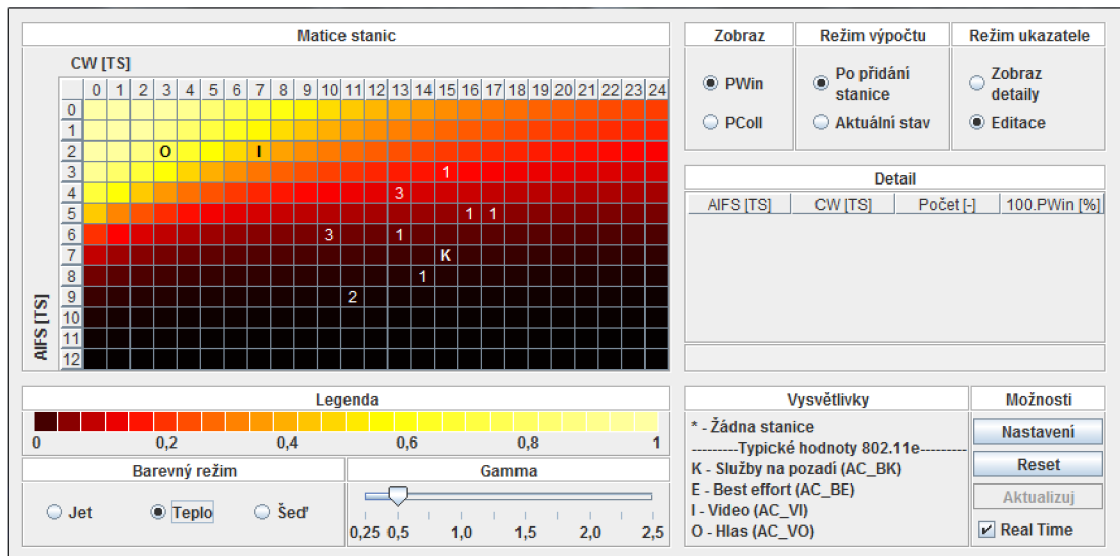 Matice stanic
CW [TS]
0 1 2 3 4 5 6 7 8 9 10 11 12 13 14 15 16 17 18 19 20 21 22 23 24
0
1
2 O I
3 1
4 3
5 1 1
6 3 1
7 K
8 1
9 2
10
11
12
AIFS [TS]
Zobraz
PWin
PColl
Režim výpočtu
Po přidání
stanice
Aktuální stav
Režim ukazatele
Zobraz
detaily
Editace
Detail
AIFS [TS] CW [TS] Počet [-] 100.PWin [%]
Legenda
0 0,2 0,4 0,6 0,8 1
Barevný režim
Jet Teplo Šeď
Gamma
0,25 0,5 1,0 1,5 2,0 2,5
Vysvětlivky
* - Žádna stanice
---------Typické hodnoty 802.11e---------
K - Služby na pozadí (AC_BK)
E - Best effort (AC_BE)
I - Video (AC_VI)
O - Hlas (AC_VO)
Možnosti
Nastavení
Reset
Aktualizuj
Real Time